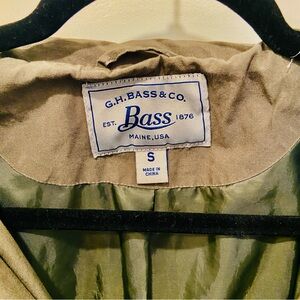 G.H. BASS & CO.
EST. Bass 1876
MAINE, USA
S
MADE IN
CHINA